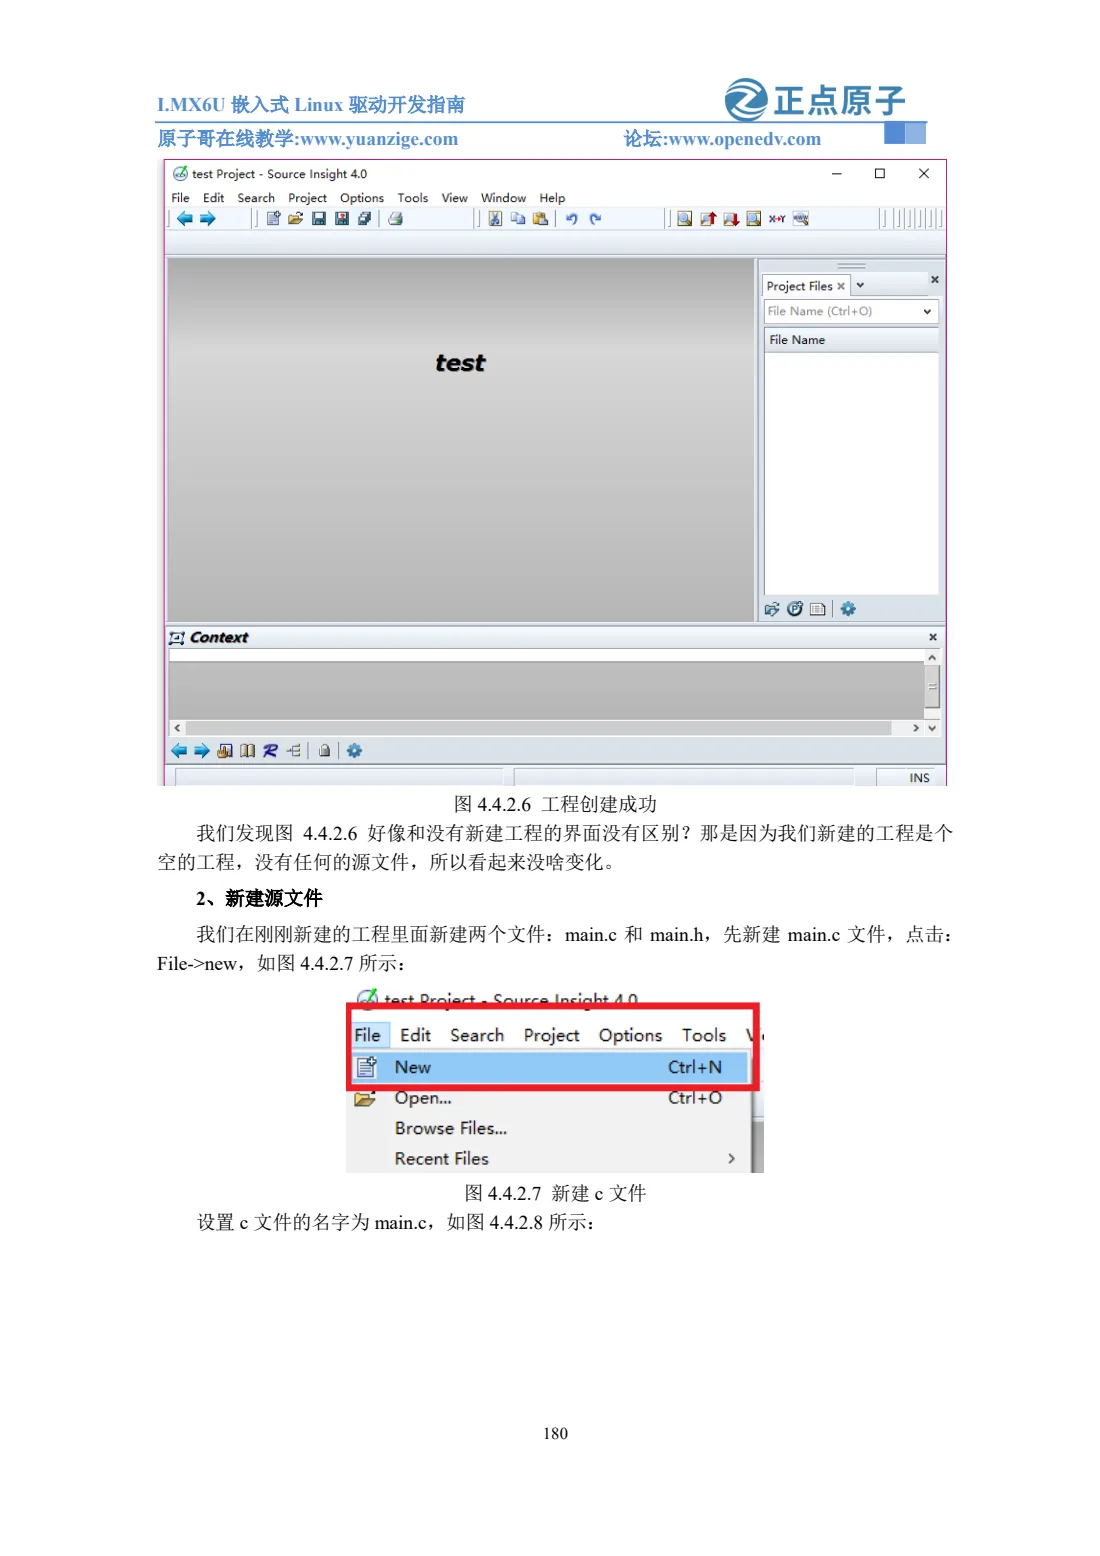 I.MX6U 嵌入式 Linux 驱动开发指南
正点原子
原子哥在线教学:www.yuanzige.com 论坛:www.openedv.com
test Project - Source Insight 4.0
File Edit Search Project Options Tools View Window Help
Project Files
File Name (Ctrl+O)
File Name
test
Context
INS
图 4.4.2.6 工程创建成功
我们发现图 4.4.2.6 好像和没有新建工程的界面没有区别？那是因为我们新建的工程是个
空的工程，没有任何的源文件，所以看起来没啥变化。
2、新建源文件
我们在刚刚新建的工程里面新建两个文件：main.c 和 main.h，先新建 main.c 文件，点击：
File->new，如图 4.4.2.7 所示：
test Project - Source Insight 4.0
File Edit Search Project Options Tools
New Ctrl+N
Open... Ctrl+O
Browse Files...
Recent Files
图 4.4.2.7 新建 c 文件
设置 c 文件的名字为 main.c，如图 4.4.2.8 所示：
180